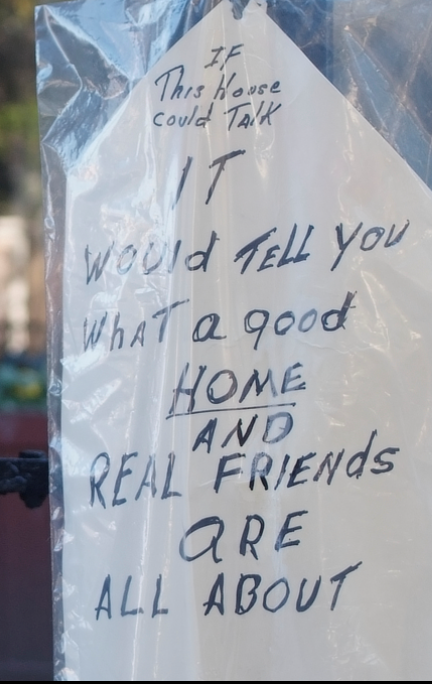 IF
This House
could TalK
IT
would TELL YOU
WhAT a good
HOME
AND
REAL FRIENds
aRE
ALL ABOUT